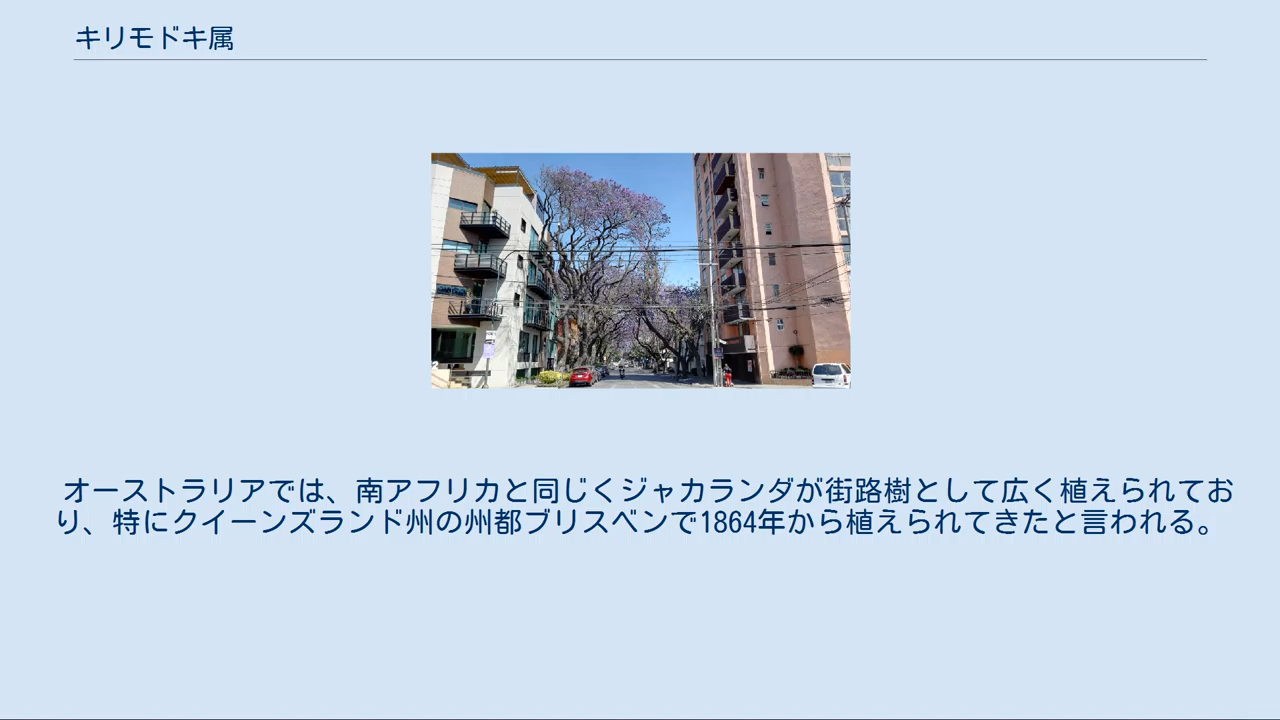 キリモドキ属
オーストラリアでは、南アフリカと同じくジャカランダが街路樹として広く植えられてお
り、特にクイーンズランド州の州都ブリスベンで1864年から植えられてきたと言われる。